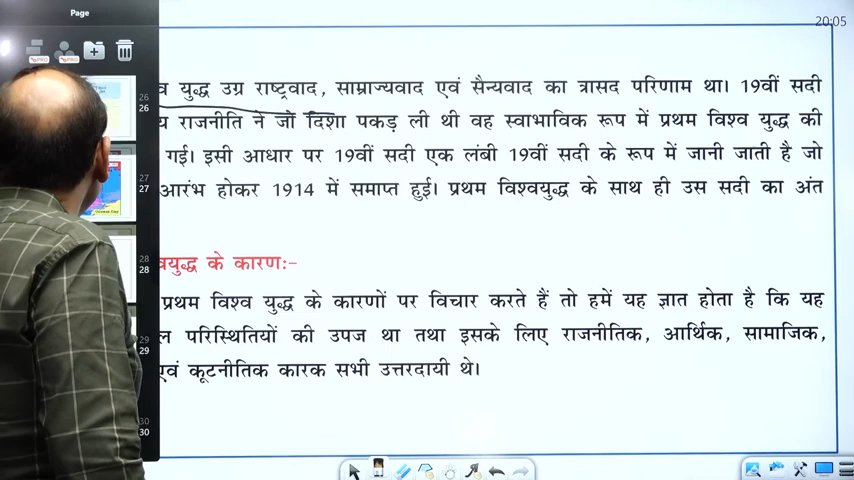 Page
20:05
PRO PRO
व युद्ध उग्र राष्ट्रवाद, साम्राज्यवाद एवं सैन्यवाद का त्रासद परिणाम था। 19वीं सदी
य राजनीति ने जो दिशा पकड़ ली थी वह स्वाभाविक रूप में प्रथम विश्व युद्ध की
गई। इसी आधार पर 19वीं सदी एक लंबी 19वीं सदी के रूप में जानी जाती है जो
आरंभ होकर 1914 में समाप्त हुई। प्रथम विश्वयुद्ध के साथ ही उस सदी का अंत
वयुद्ध के कारण:-
प्रथम विश्व युद्ध के कारणों पर विचार करते हैं तो हमें यह ज्ञात होता है कि यह
ल परिस्थितियों की उपज था तथा इसके लिए राजनीतिक, आर्थिक, सामाजिक,
एवं कूटनीतिक कारक सभी उत्तरदायी थे।
26
26
27
27
28
28
29
29
30
30